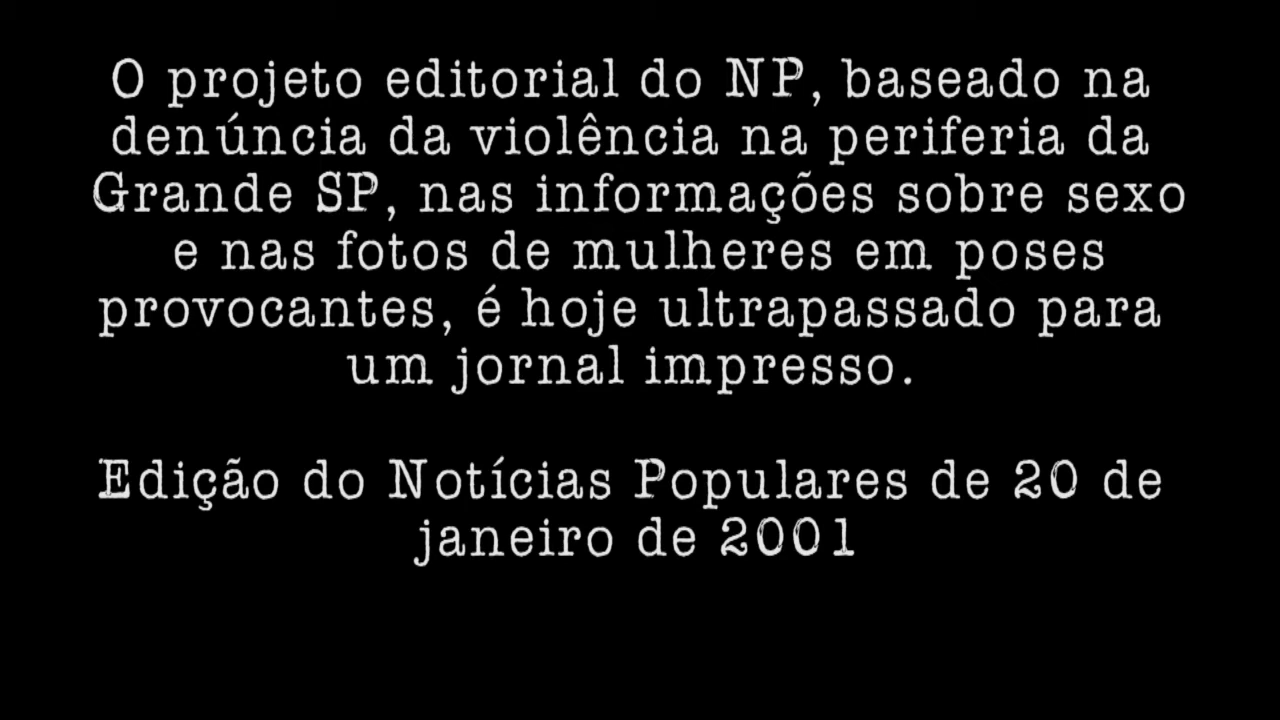 O projeto editorial do NP, baseado na
denúncia da violência na periferia da
Grande SP, nas informações sobre sexo
e nas fotos de mulheres em poses
provocantes, é hoje ultrapassado para
um jornal impresso.
Edição do Notícias Populares de 20 de
janeiro de 2001